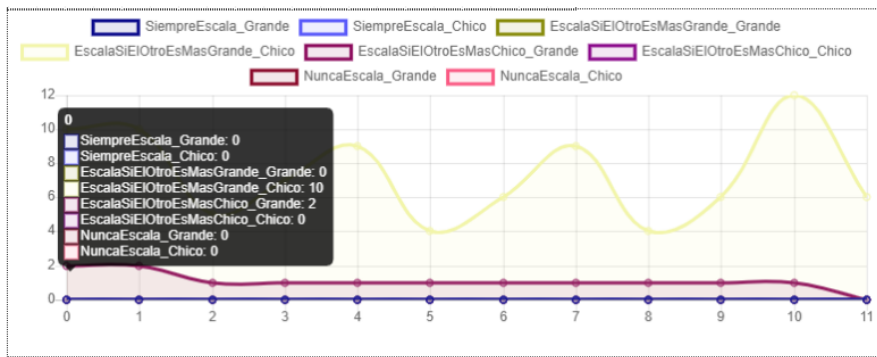 SiempreEscala_Grande SiempreEscala_Chico EscalaSiElOtroEsMasGrande_Grande
EscalaSiElOtroEsMasGrande_Chico EscalaSiElOtroEsMasChico_Grande EscalaSiElOtroEsMasChico_Chico
NuncaEscala_Grande NuncaEscala_Chico
12
10
8
6
4
2
0
0
SiempreEscala_Grande: 0
SiempreEscala_Chico: 0
EscalaSiElOtroEsMasGrande_Grande: 0
EscalaSiElOtroEsMasGrande_Chico: 10
EscalaSiElOtroEsMasChico_Grande: 2
EscalaSiElOtroEsMasChico_Chico: 0
NuncaEscala_Grande: 0
NuncaEscala_Chico: 0
0 1 2 3 4 5 6 7 8 9 10 11